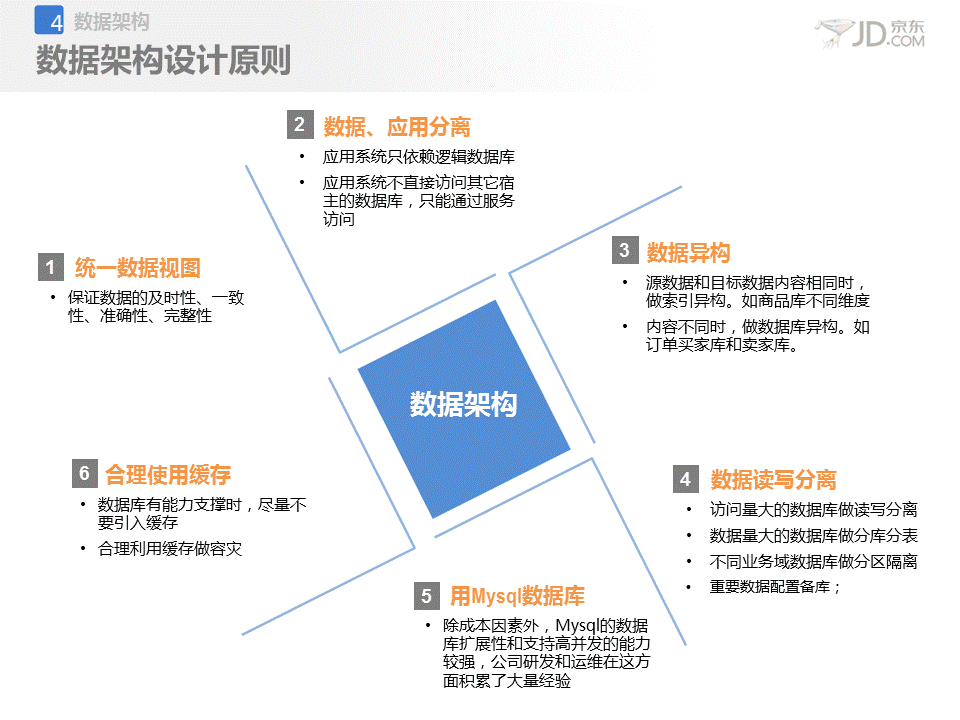 4 数据架构
数据架构设计原则
JD 京东
.COM
2 数据、应用分离
• 应用系统只依赖逻辑数据库
• 应用系统不直接访问其它宿
主的数据库，只能通过服务
访问
1 统一数据视图
• 保证数据的及时性、一致
性、准确性、完整性
3 数据异构
• 源数据和目标数据内容相同时，
做索引异构。如商品库不同维度
• 内容不同时，做数据库异构。如
订单买家库和卖家库。
数据架构
6 合理使用缓存
• 数据库有能力支撑时，尽量不
要引入缓存
• 合理利用缓存做容灾
4 数据读写分离
• 访问量大的数据库做读写分离
• 数据量大的数据库做分库分表
• 不同业务域数据库做分区隔离
• 重要数据配置备库；
5 用Mysql数据库
• 除成本因素外，Mysql的数据
库扩展性和支持高并发的能力
较强，公司研发和运维在这方
面积累了大量经验